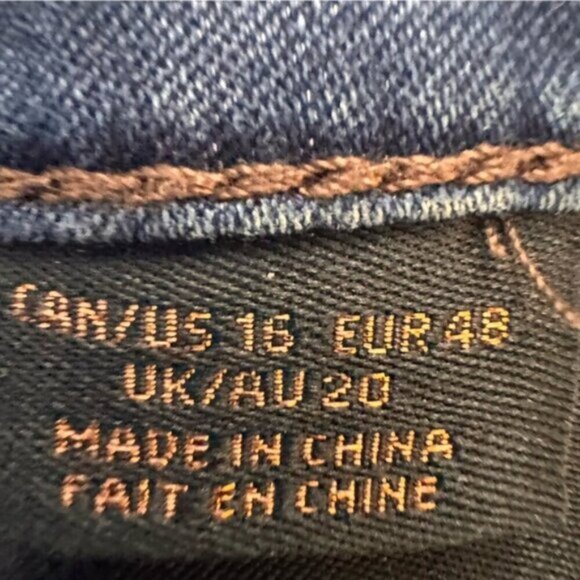 CAN/US 16 EUR 48
UK/AU 20
MADE IN CHINA
FAIT EN CHINE